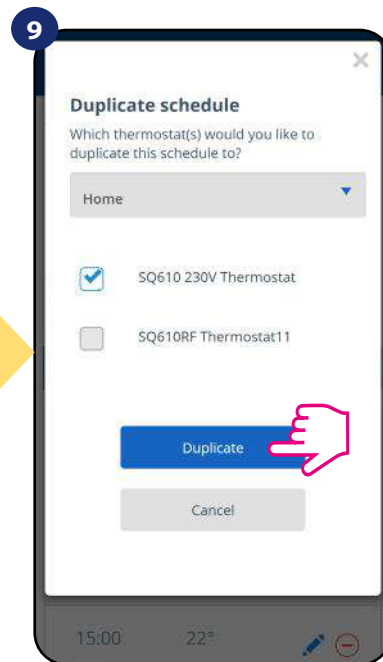 9
Duplicate schedule
Which thermostat(s) would you like to
duplicate this schedule to?
Home
SQ610 230V Thermostat
SQ610RF Thermostat11
Duplicate
Cancel
15:00 22°